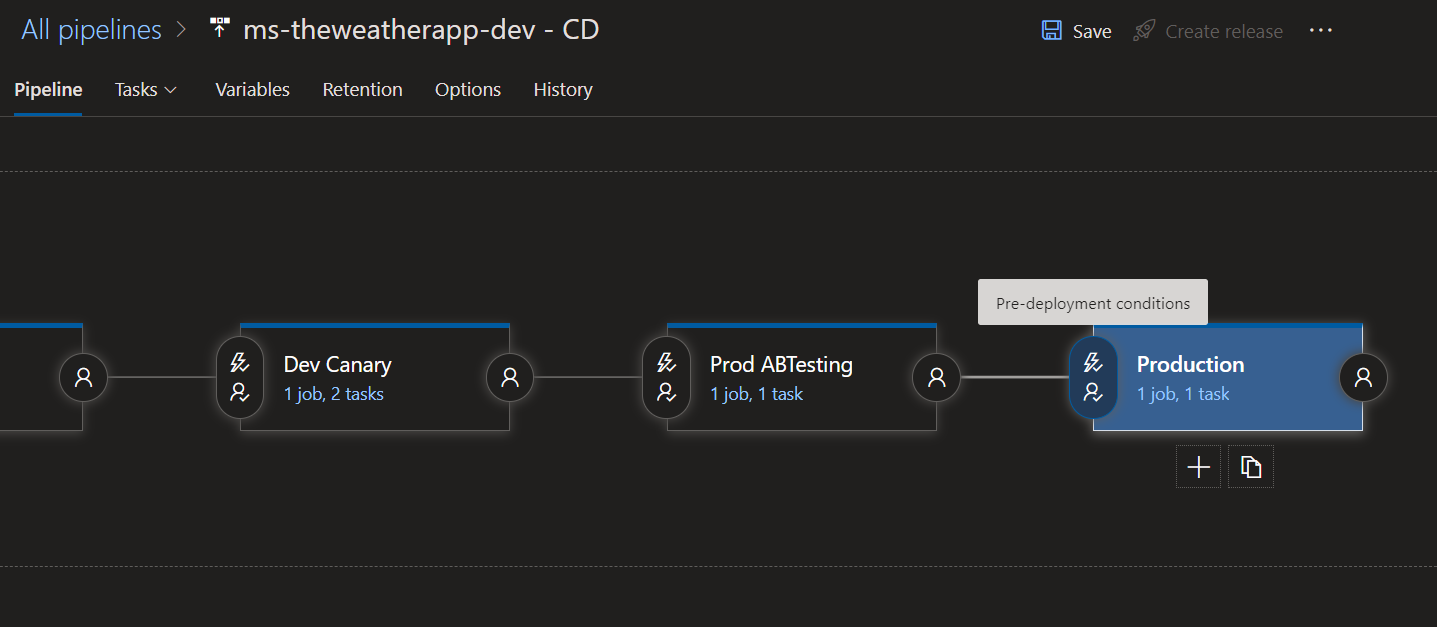 All pipelines > ms-theweatherapp-dev - CD
Save Create release ...
Pipeline Tasks Variables Retention Options History
Pre-deployment conditions
Dev Canary
1 job, 2 tasks
Prod ABTesting
1 job, 1 task
Production
1 job, 1 task